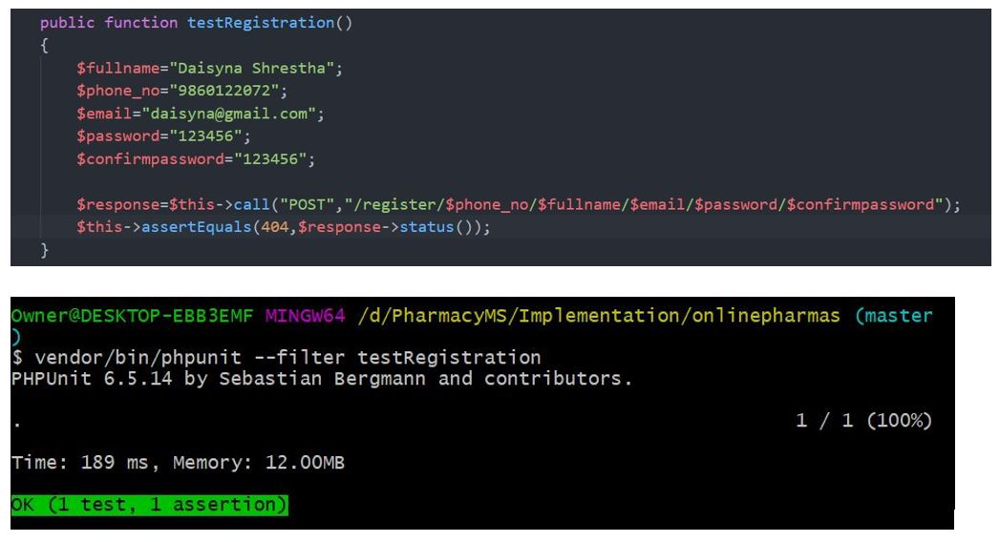 public function testRegistration()
{
$fullname="Daisyna Shrestha";
$phone_no="9860122072";
$email="daisyna@gmail.com";
$password="123456";
$confirmpassword="123456";
$response=$this->call("POST","/register/$phone_no/$fullname/$email/$password/$confirmpassword");
$this->assertEquals(404,$response->status());
}
Owner@DESKTOP-EBB3EMF MINGW64 /d/PharmacyMS/Implementation/onlinepharmas (master
)
$ vendor/bin/phpunit --filter testRegistration
PHPUnit 6.5.14 by Sebastian Bergmann and contributors.
. 1 / 1 (100%)
Time: 189 ms, Memory: 12.00MB
OK (1 test, 1 assertion)